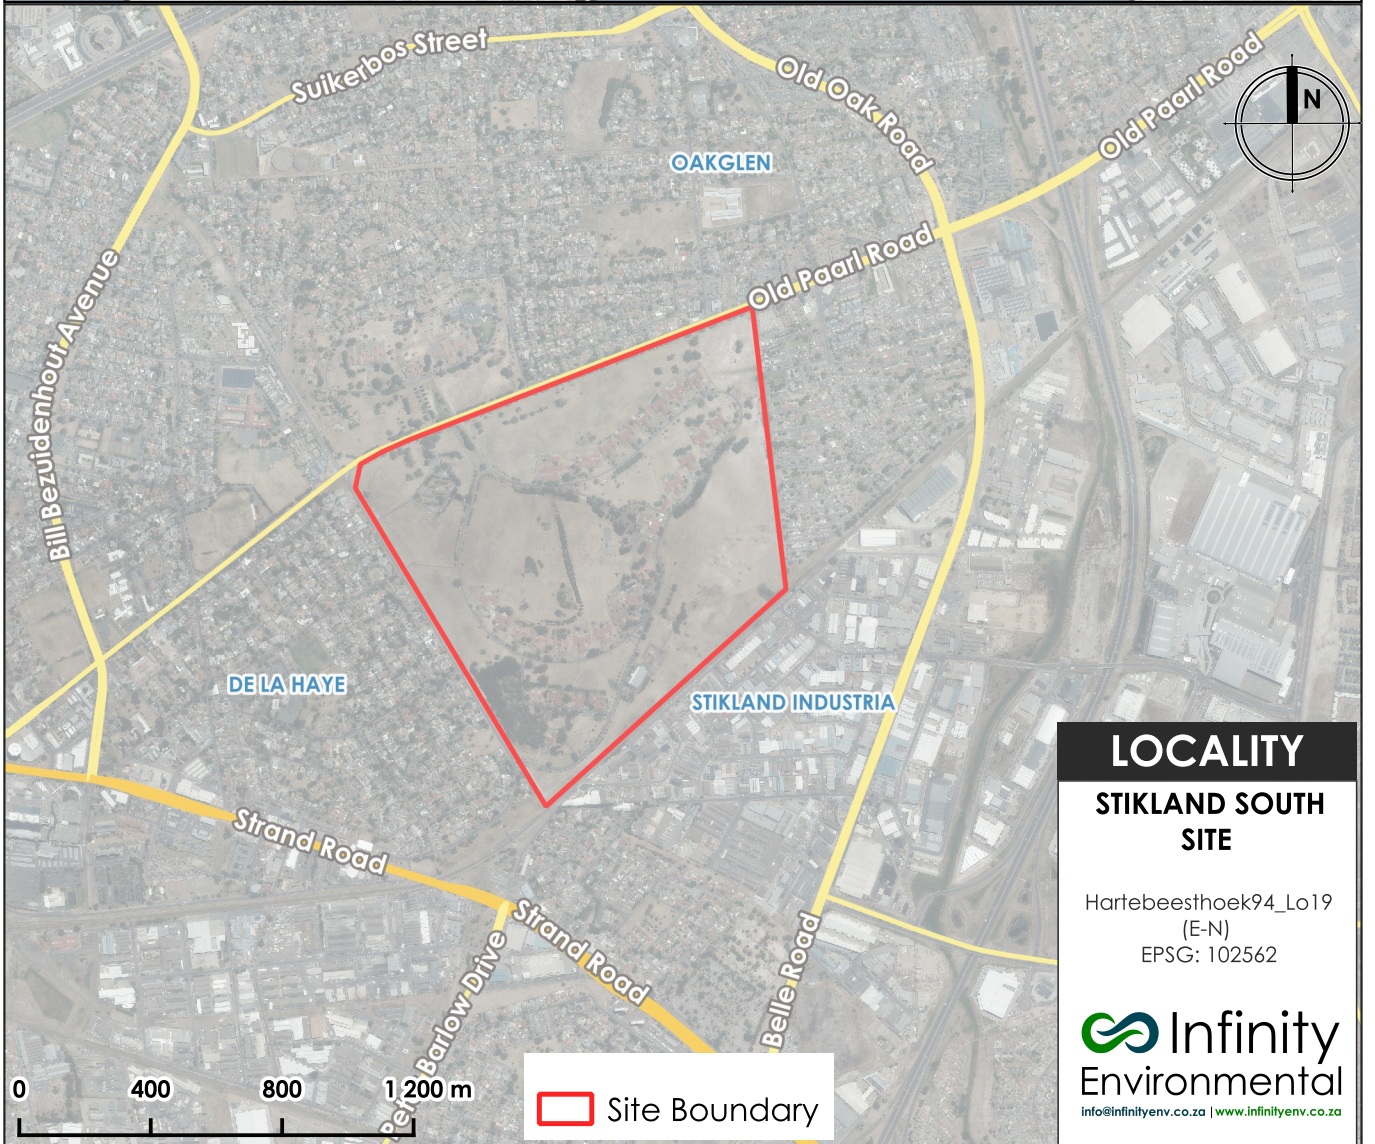 Suikerbos Street
Old Oak Road
Old Paarl Road
N
OAKGLEN
Old Paarl Road
Bill Bezuidenhout Avenue
DE LA HAYE
STIKLAND INDUSTRIA
Strand Road
Strand Road
Barlow Drive
Belle Road
0 400 800 1 200 m
Site Boundary
LOCALITY
STIKLAND SOUTH
SITE
Hartebeesthoek94_Lo19
(E-N)
EPSG: 102562
Infinity
Environmental
info@infinityenv.co.za | www.infinityenv.co.za